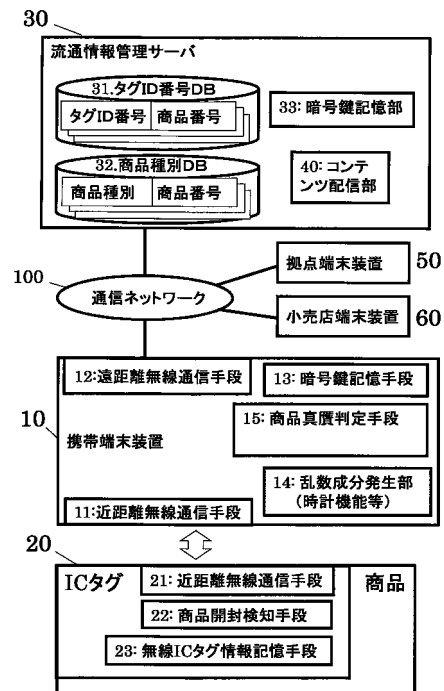 30
流通情報管理サーバ
31.タグID番号DB
タグID番号 商品番号
33:暗号鍵記憶部
32.商品種別DB
商品種別 商品番号
40:コンテ
ンツ配信部
100
通信ネットワーク
拠点端末装置 50
小売店端末装置 60
10
12:遠距離無線通信手段
13:暗号鍵記憶手段
15:商品真贋判定手段
携帯端末装置
14:乱数成分発生部
(時計機能等)
11:近距離無線通信手段
20
ICタグ
商品
21:近距離無線通信手段
22:商品開封検知手段
23:無線ICタグ情報記憶手段